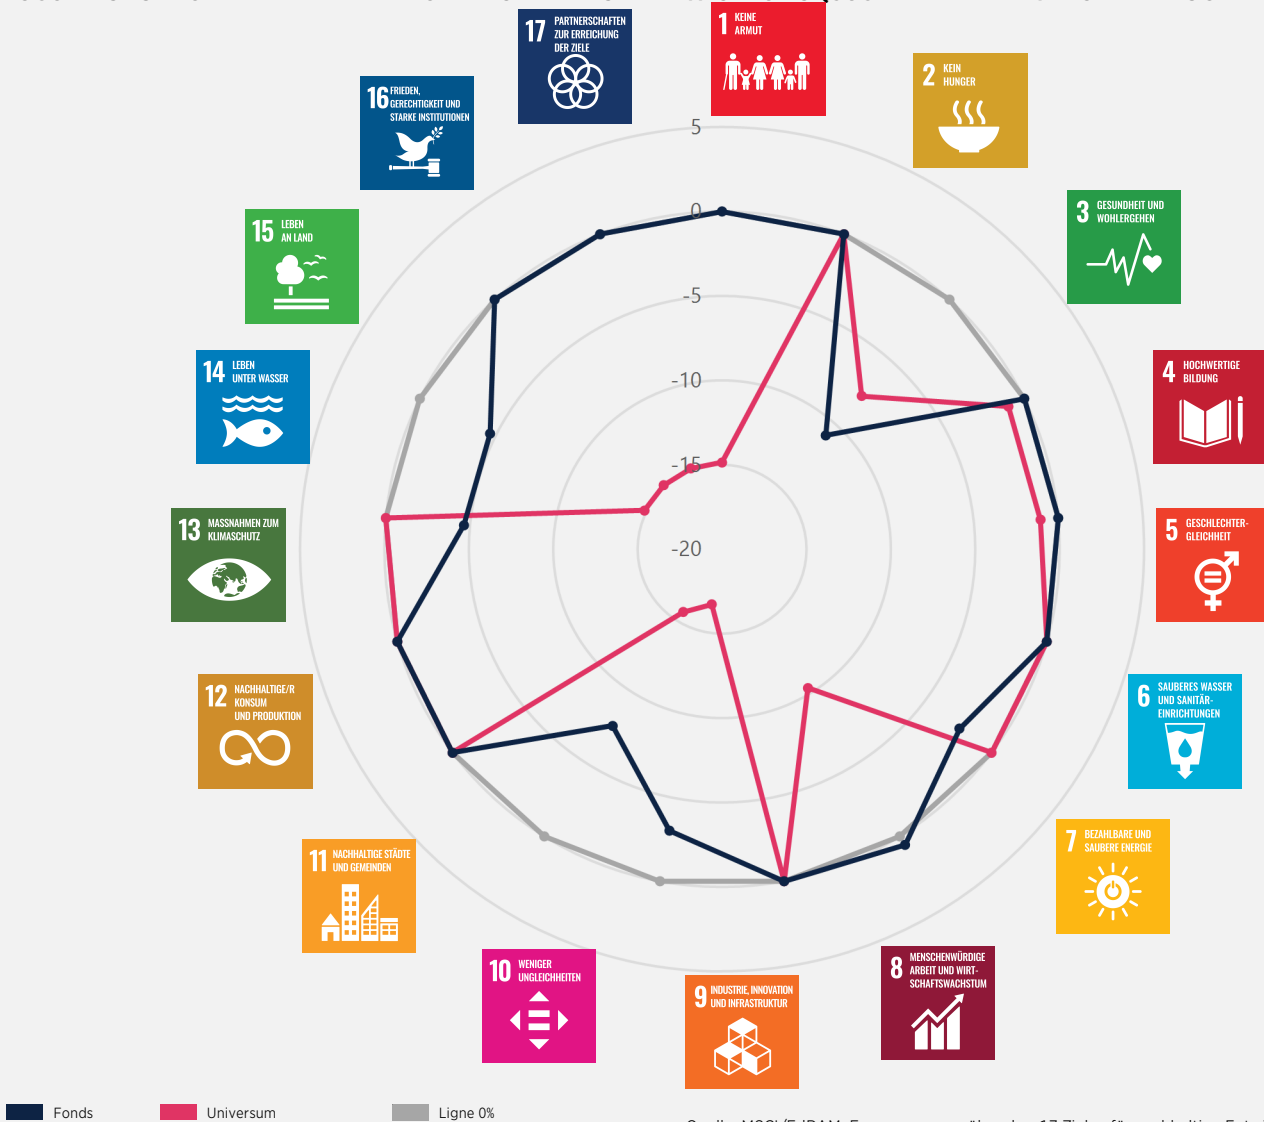 17 PARTNERSCHAFTEN
ZUR ERREICHUNG
DER ZIELE
1 KEINE
ARMUT
2 KEIN
HUNGER
3 GESUNDHEIT UND
WOHLERGEHEN
4 HOCHWERTIGE
BILDUNG
5 GESCHLECHTER-
GLEICHHEIT
6 SAUBERES WASSER
UND SANITÄR-
EINRICHTUNGEN
7 BEZAHLBARE UND
SAUBERE ENERGIE
8 MENSCHENWÜRDIGE
ARBEIT UND WIRT-
SCHAFTSWACHSTUM
9 INDUSTRIE, INNOVATION
UND INFRASTRUKTUR
10 WENIGER
UNGLEICHHEITEN
11 NACHHALTIGE STÄDTE
UND GEMEINDEN
12 NACHHALTIGE/R
KONSUM
UND PRODUKTION
13 MASSNAHMEN ZUM
KLIMASCHUTZ
14 LEBEN
UNTER WASSER
15 LEBEN
AN LAND
16 FRIEDEN,
GERECHTIGKEIT UND
STARKE INSTITUTIONEN
5
0
-5
-10
-15
-20
Fonds
Universum
Ligne 0%